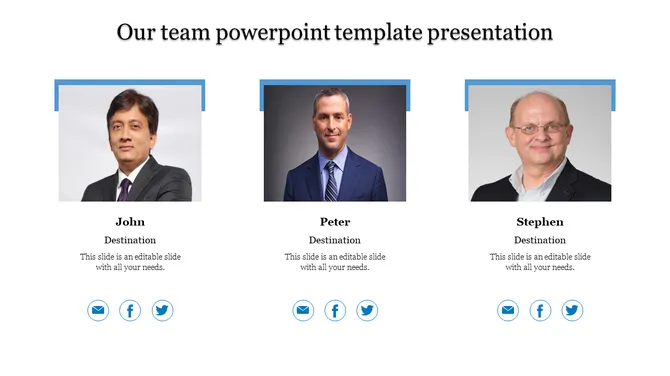 Our team powerpoint template presentation
John
Destination
This slide is an editable slide
with all your needs.
Peter
Destination
This slide is an editable slide
with all your needs.
Stephen
Destination
This slide is an editable slide
with all your needs.